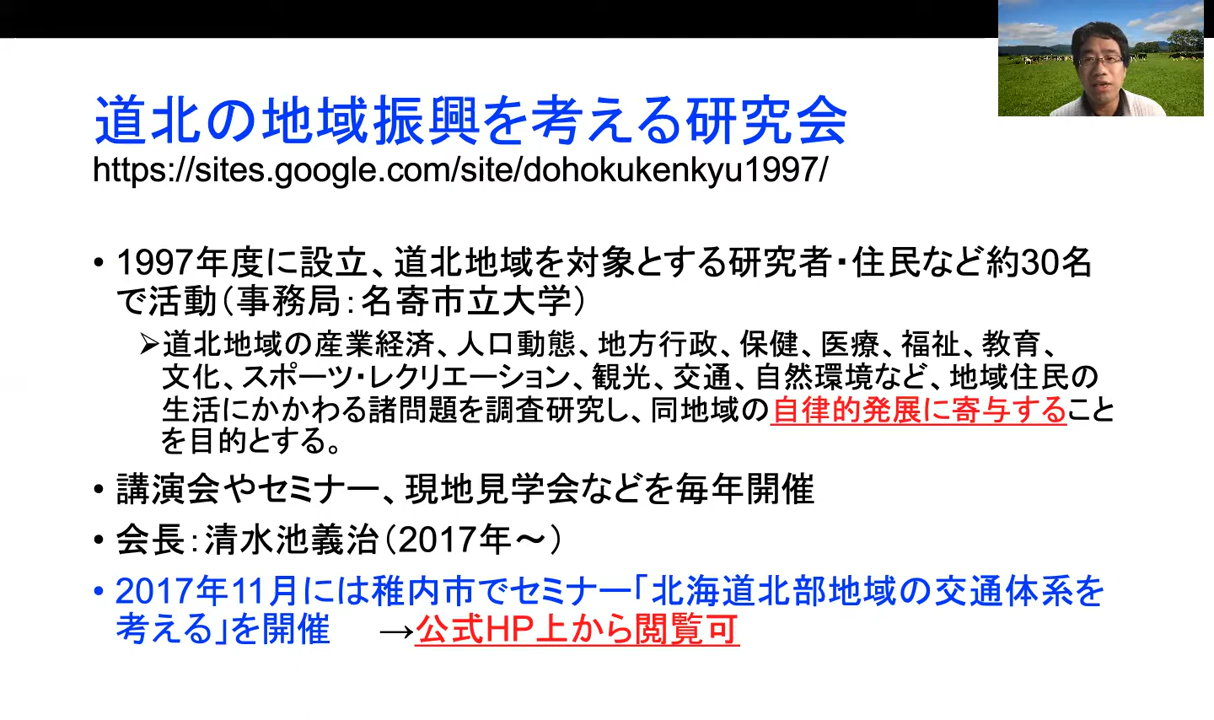 道北の地域振興を考える研究会
https://sites.google.com/site/dohokukenkyu1997/
• 1997年度に設立、道北地域を対象とする研究者・住民など約30名
で活動(事務局:名寄市立大学)
➢道北地域の産業経済、人口動態、地方行政、保健、医療、福祉、教育、
文化、スポーツ・レクリエーション、観光、交通、自然環境など、地域住民の
生活にかかわる諸問題を調査研究し、同地域の自律的発展に寄与すること
を目的とする。
• 講演会やセミナー、現地見学会などを毎年開催
• 会長:清水池義治(2017年~)
• 2017年11月には稚内市でセミナー「北海道北部地域の交通体系を
考える」を開催 →公式HP上から閲覧可